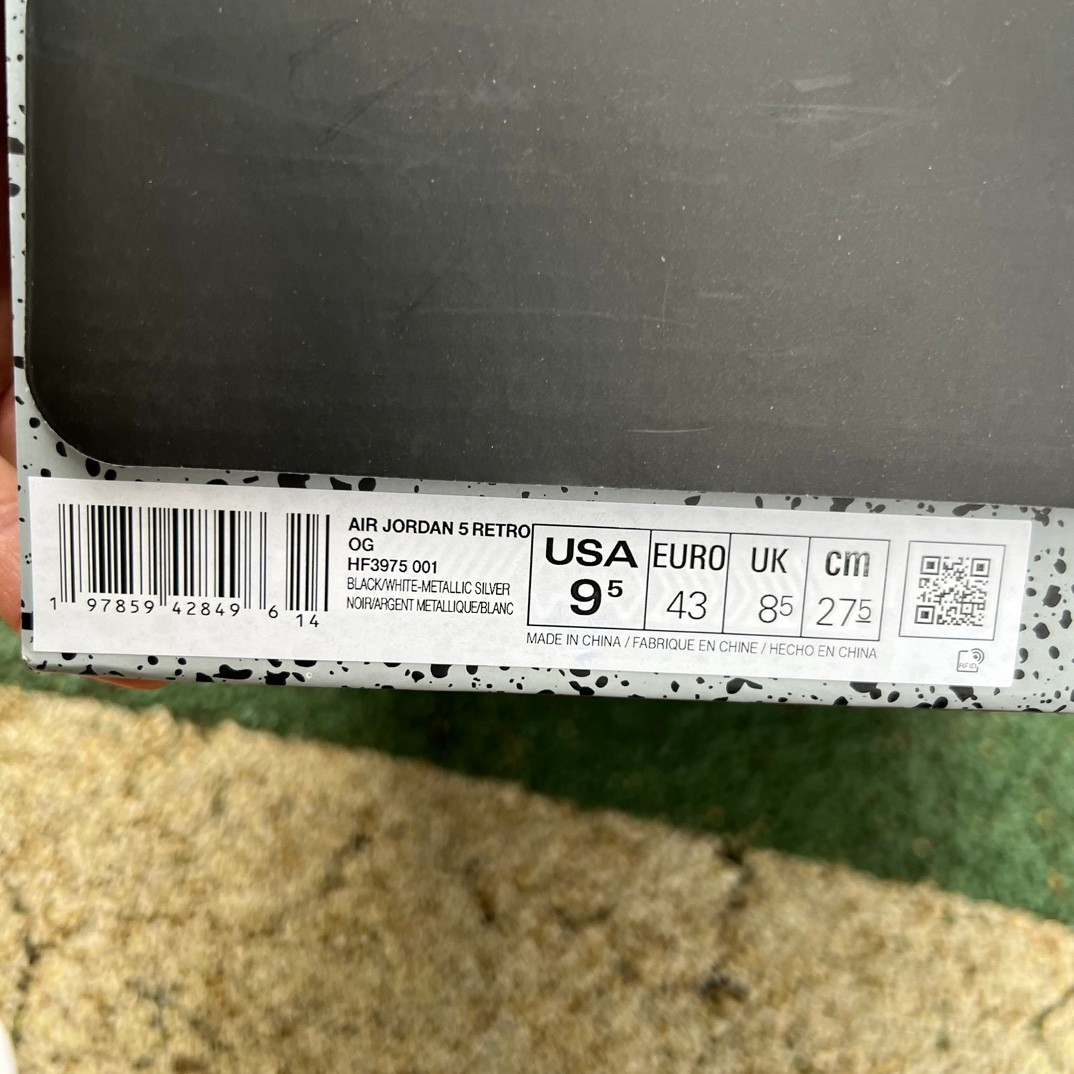 AIR JORDAN 5 RETRO
OG
HF3975 001
BLACK/WHITE-METALLIC SILVER
NOIR/ARGENT METALLIQUE/BLANC
1 97859 42849 6 14
USA EURO UK cm
9⁵ 43 8⁵ 27⁵
MADE IN CHINA / FABRIQUE EN CHINE / HECHO EN CHINA
RFID